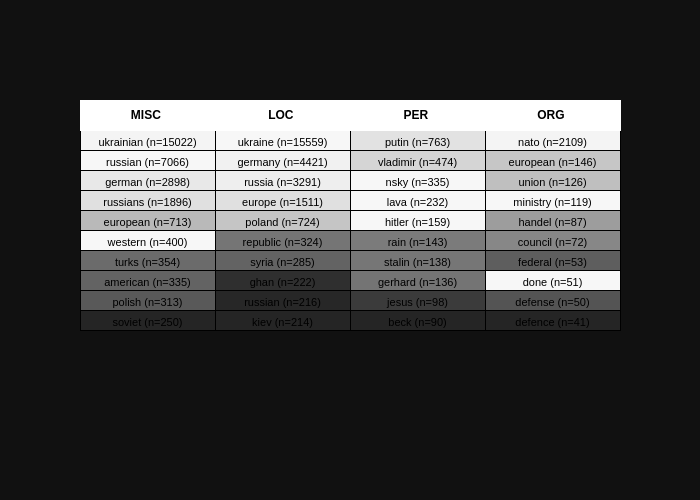 MISC LOC PER ORG
ukrainian (n=15022) ukraine (n=15559) putin (n=763) nato (n=2109)
russian (n=7066) germany (n=4421) vladimir (n=474) european (n=146)
german (n=2898) russia (n=3291) nsky (n=335) union (n=126)
russians (n=1896) europe (n=1511) lava (n=232) ministry (n=119)
european (n=713) poland (n=724) hitler (n=159) handel (n=87)
western (n=400) republic (n=324) rain (n=143) council (n=72)
turks (n=354) syria (n=285) stalin (n=138) federal (n=53)
american (n=335) ghan (n=222) gerhard (n=136) done (n=51)
polish (n=313) russian (n=216) jesus (n=98) defense (n=50)
soviet (n=250) kiev (n=214) beck (n=90) defence (n=41)